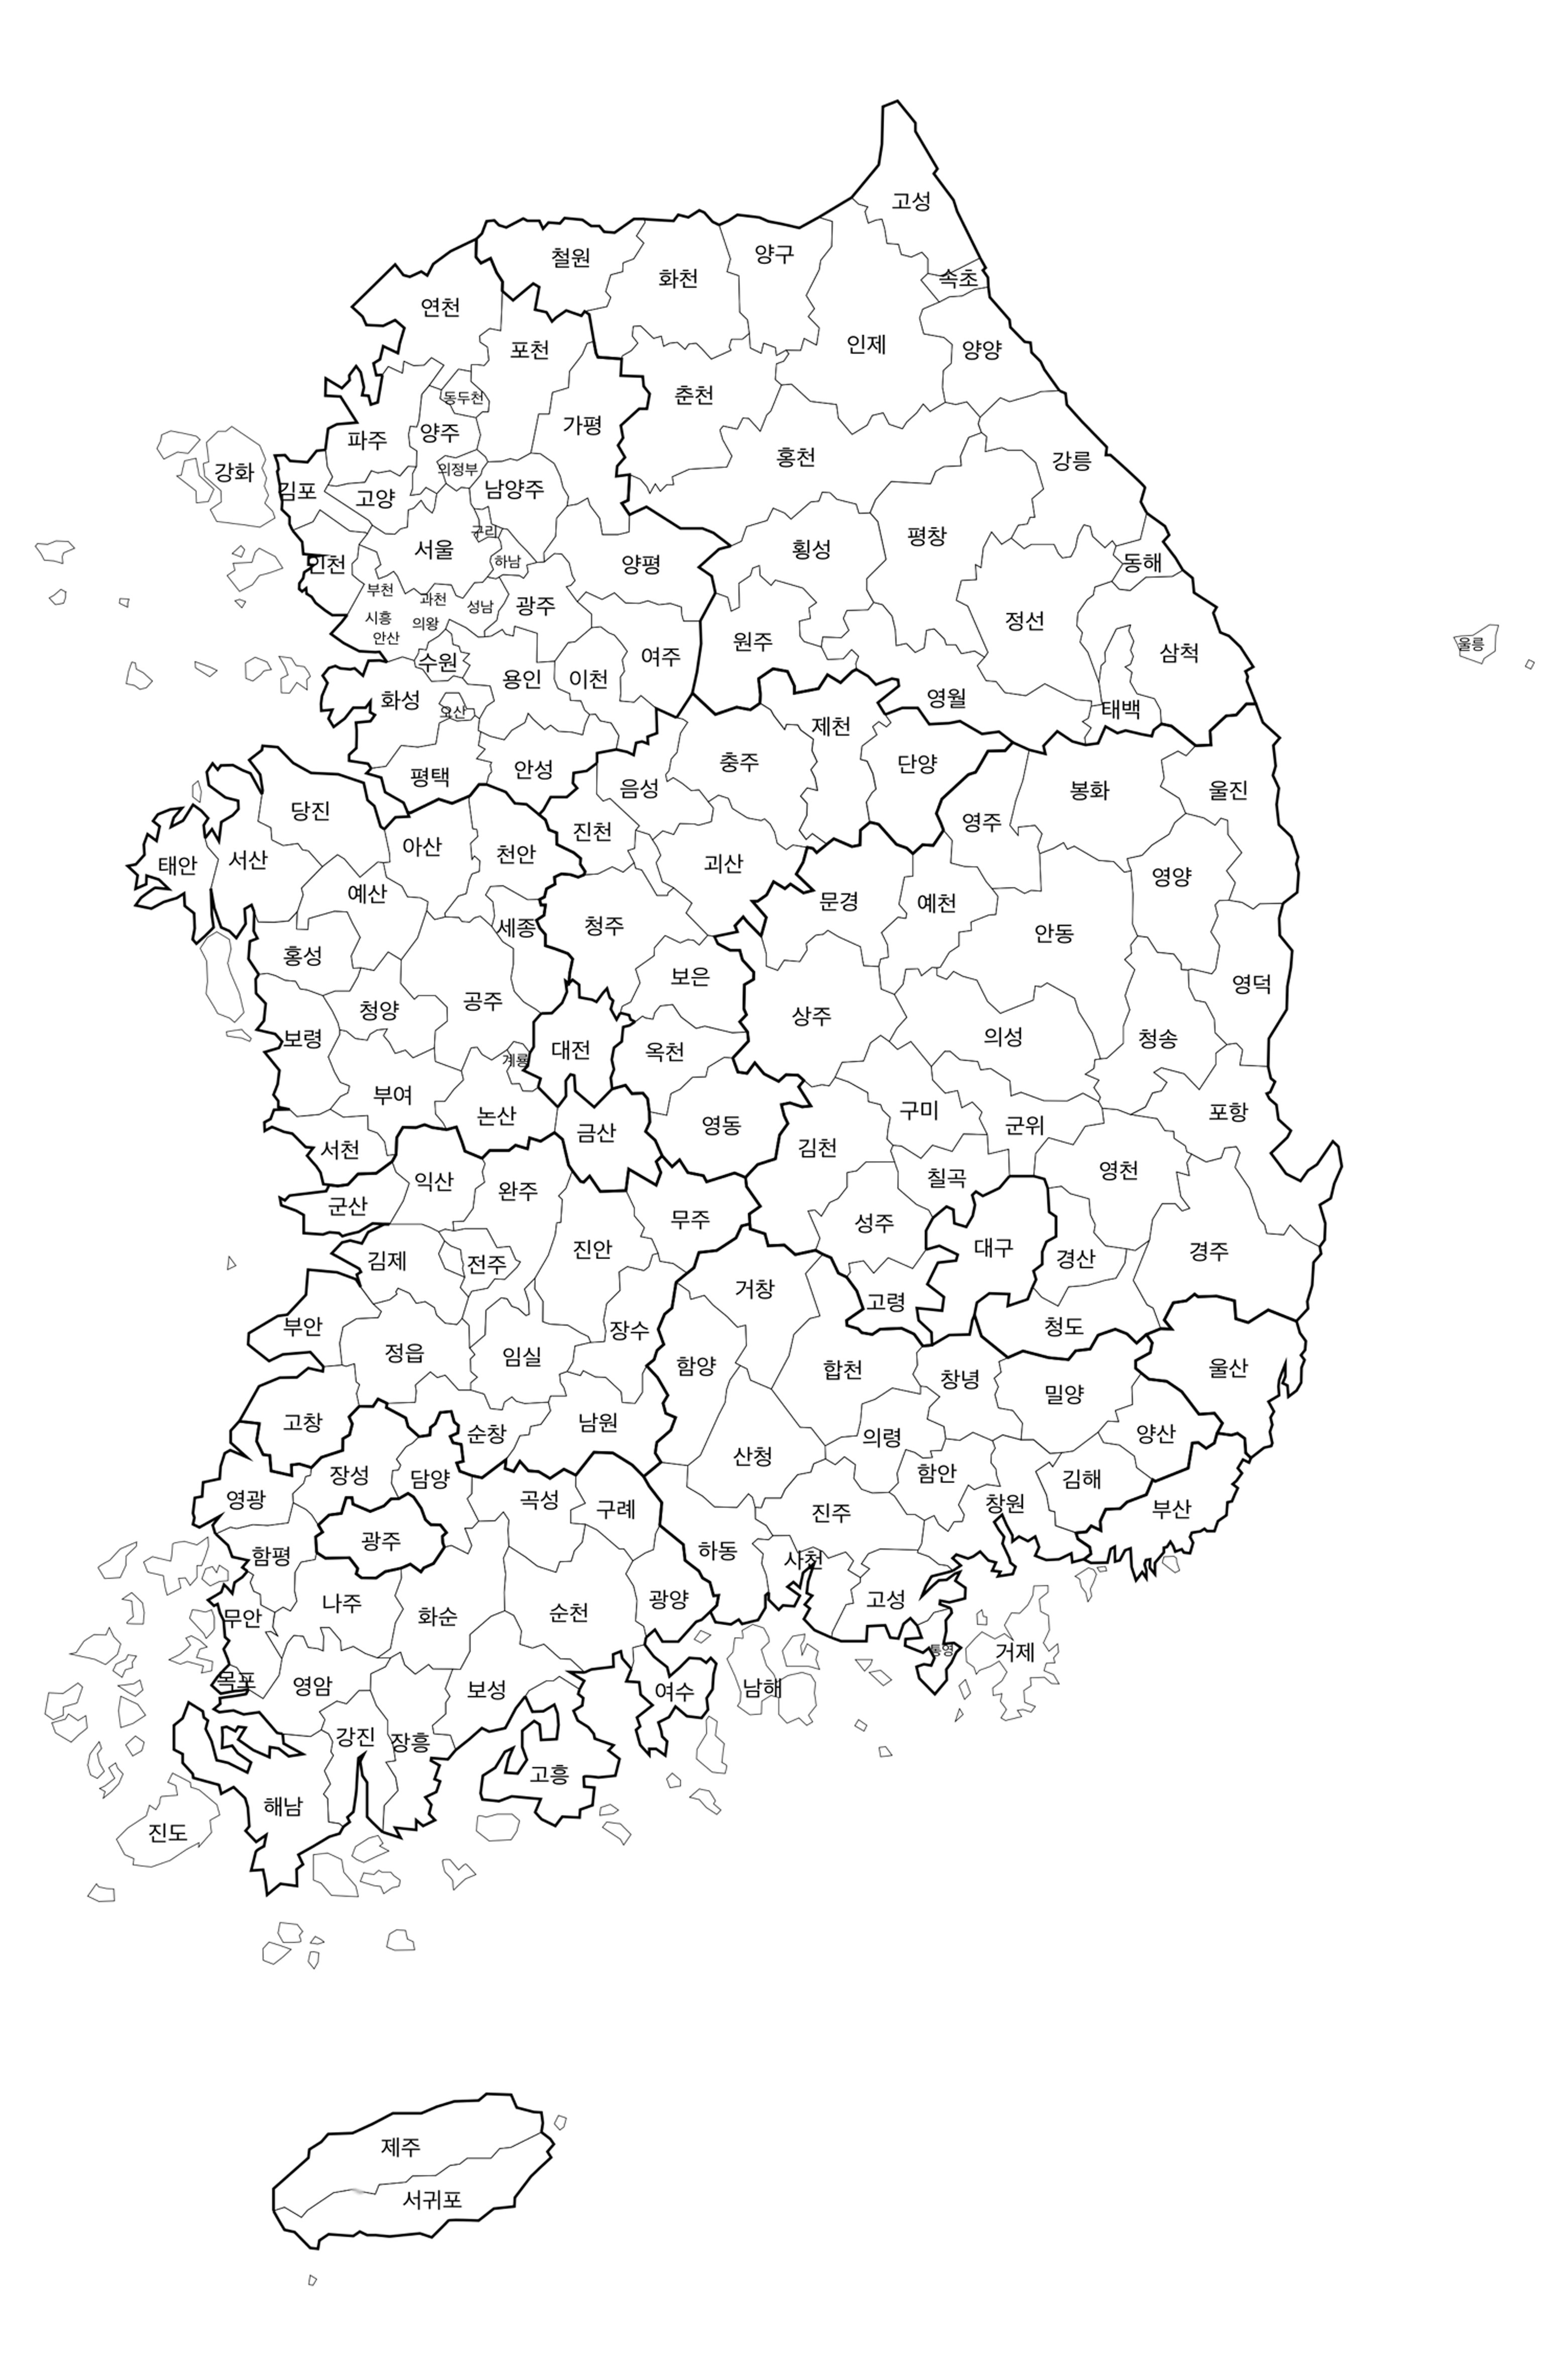 고성
철원
양구
화천
속초
연천
인제
양양
포천
춘천
동두천
가평
파주
양주
홍천
강릉
강화
의정부
김포
고양
남양주
구리
평창
서울
횡성
인천
하남
양평
동해
부천
과천
성남
광주
시흥
의왕
안산
정선
원주
수원
여주
삼척
울릉
용인
이천
화성
오산
영월
태백
제천
평택
안성
충주
단양
음성
봉화
울진
당진
진천
영주
아산
천안
태안
서산
괴산
영양
예산
문경
예천
세종
청주
안동
홍성
보은
영덕
청양
공주
상주
보령
의성
청송
계룡
대전
옥천
부여
논산
구미
포항
금산
영동
군위
서천
김천
영천
익산
완주
칠곡
군산
무주
성주
김제
전주
진안
대구
경산
경주
거창
고령
부안
장수
청도
정읍
임실
함양
합천
창녕
밀양
울산
고창
순창
남원
의령
양산
장성
담양
산청
함안
김해
영광
곡성
구례
진주
창원
부산
광주
함평
하동
사천
무안
나주
화순
순천
광양
고성
통영
거제
목포
영암
보성
여수
남해
강진
장흥
고흥
해남
진도
제주
서귀포